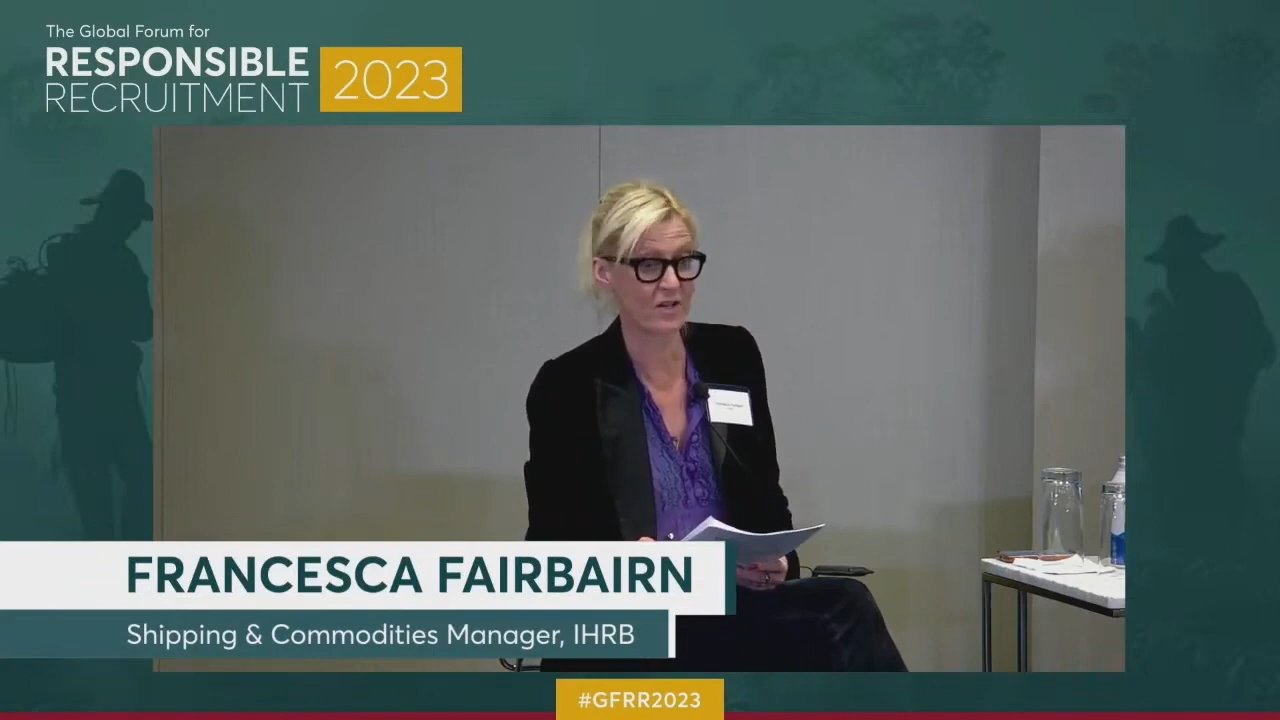 The Global Forum for
RESPONSIBLE
RECRUITMENT
2023
FRANCESCA FAIRBAIRN
Shipping & Commodities Manager, IHRB
#GFRR2023